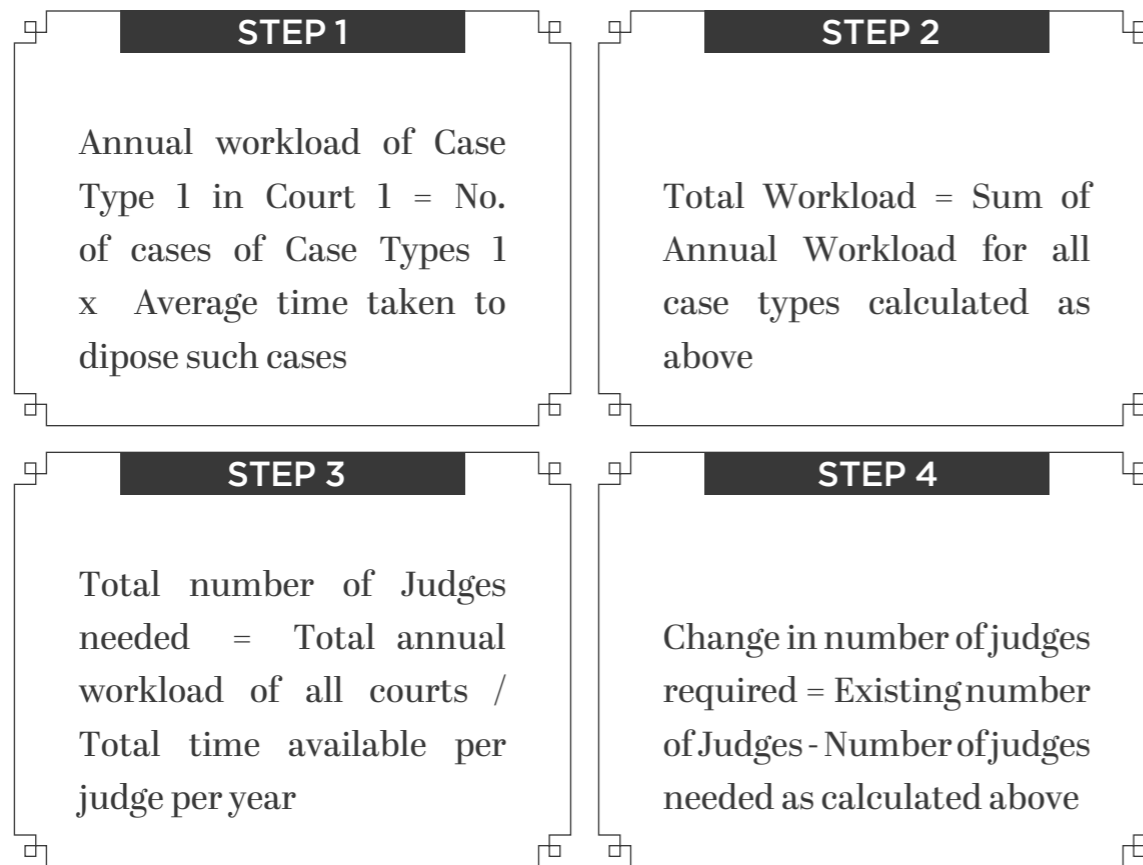 STEP 1
Annual workload of Case
Type 1 in Court 1 = No.
of cases of Case Types 1
x Average time taken to
dipose such cases
STEP 2
Total Workload = Sum of
Annual Workload for all
case types calculated as
above
STEP 3
Total number of Judges
needed = Total annual
workload of all courts /
Total time available per
judge per year
STEP 4
Change in number of judges
required = Existing number
of Judges - Number of judges
needed as calculated above